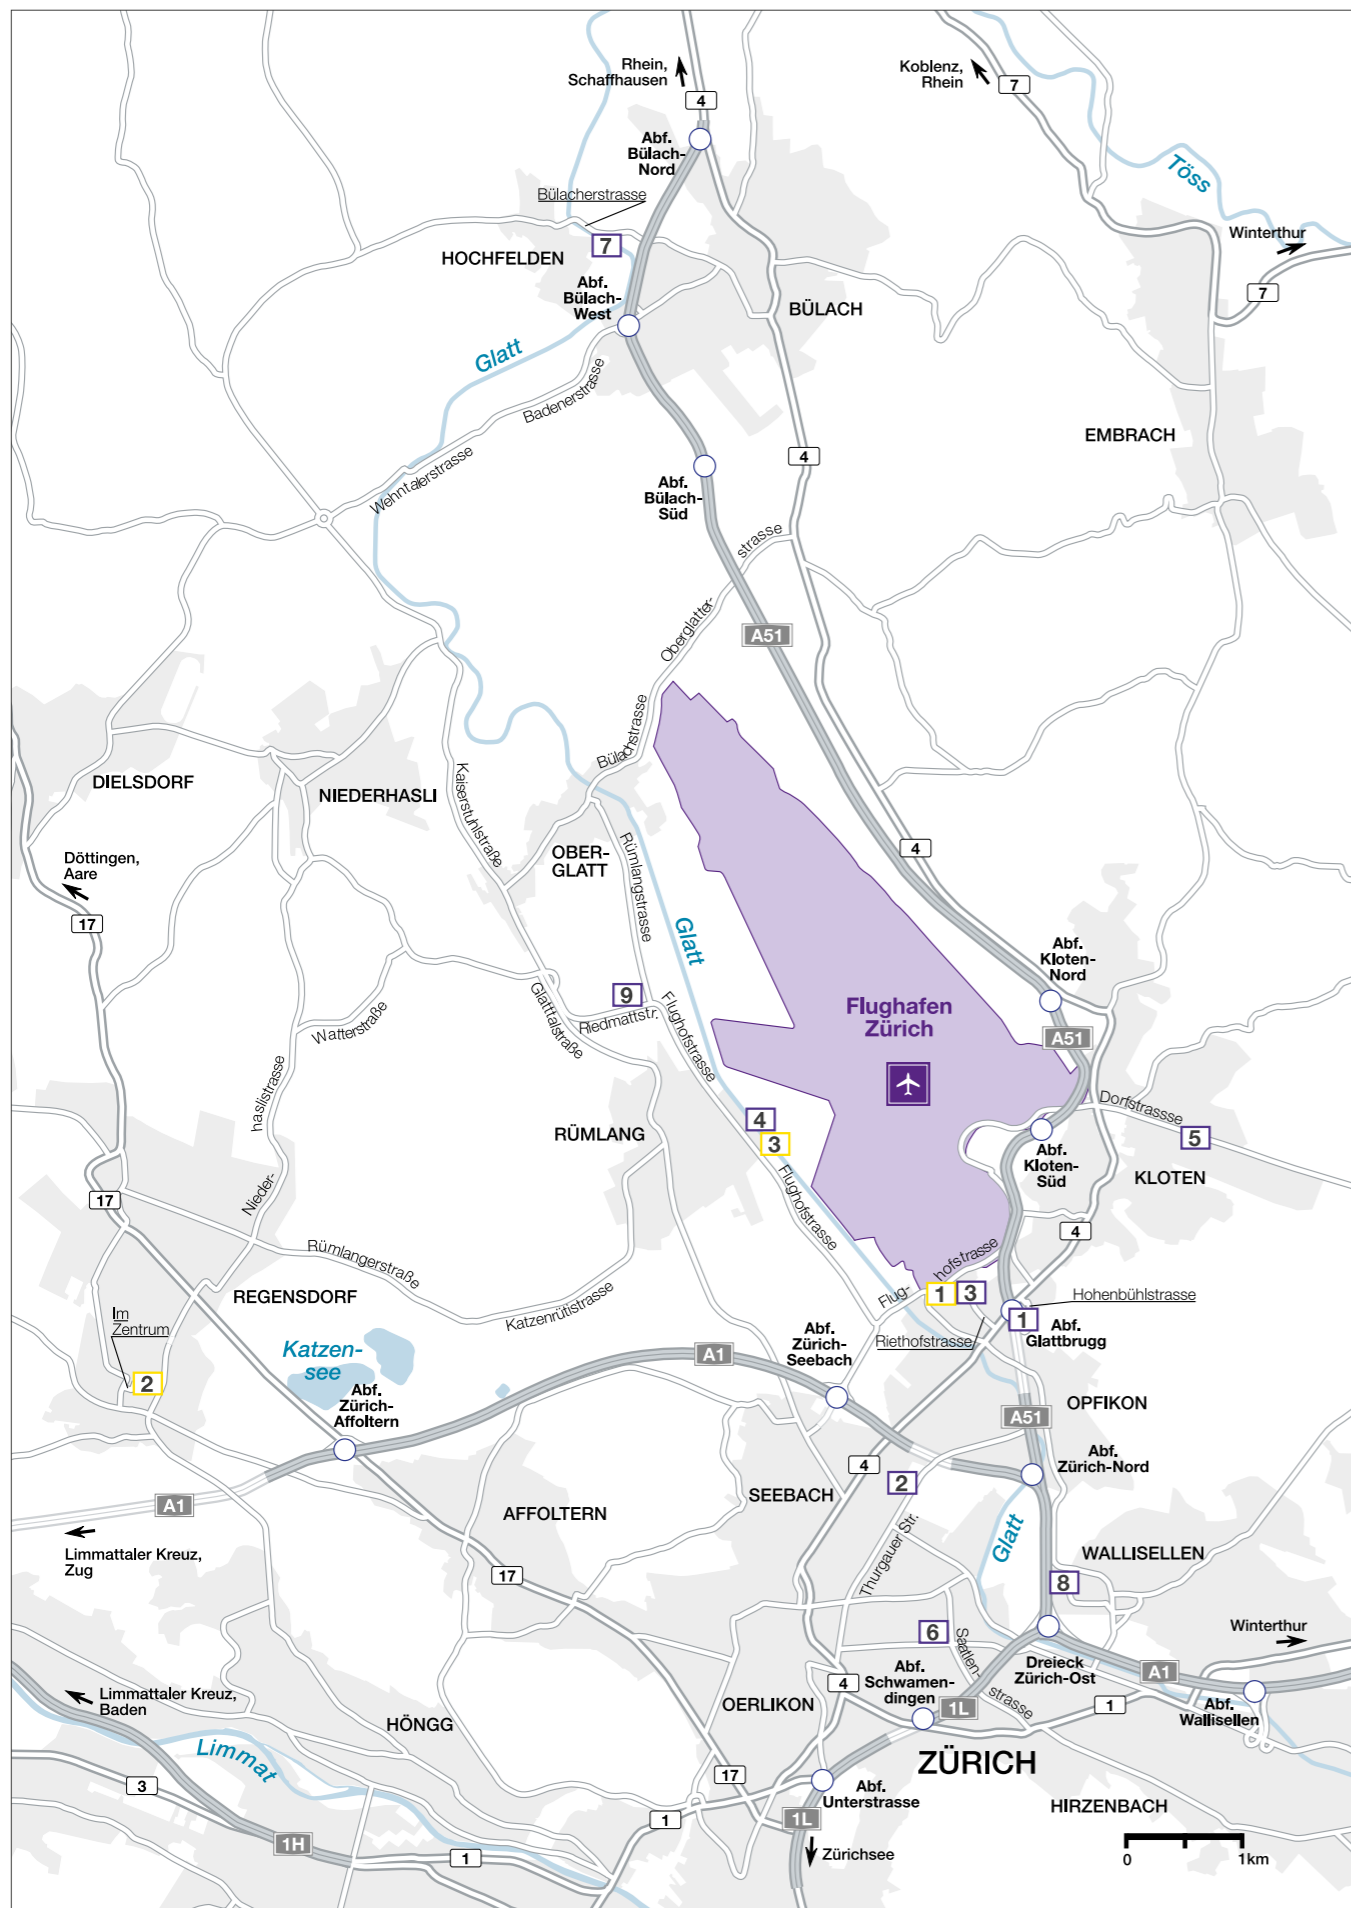 Rhein,
Schaffhausen
4
Koblenz,
Rhein
7
Abf.
Bülach-
Nord
Töss
Bülacherstrasse
7
HOCHFELDEN
Winterthur
7
Abf.
Bülach-
West
BÜLACH
Glatt
Badenerstrasse
EMBRACH
4
Wehntalerstrasse
Abf.
Bülach-
Süd
strasse
Oberglatter-
A51
Bülachstrasse
DIELSDORF
NIEDERHASLI
Kaiserstuhlstraße
OBER-
GLATT
Rümlangstrasse
4
Döttingen,
Aare
17
Glatt
Abf.
Kloten-
Nord
9
Riedmattstr.
Glatttalstraße
Flughofstrasse
Flughafen
Zürich
A51
Watterstraße
haslistrasse
Nieder-
RÜMLANG
4
3
Dorfstrassse
5
Abf.
Kloten-
Süd
KLOTEN
17
Flughofstrasse
4
Rümlangerstraße
REGENSDORF
Katzenrütistrasse
Flug-
hofstrasse
1
3
Hohenbühlstrasse
1
Abf.
Glattbrugg
Im
Zentrum
2
Katzen-
see
A1
Abf.
Zürich-
Seebach
Riethofstrasse
Abf.
Zürich-
Affoltern
OPFIKON
A51
Abf.
Zürich-Nord
4
2
SEEBACH
A1
AFFOLTERN
Thurgauer Str.
Glatt
Limmattaler Kreuz,
Zug
WALLISELLEN
17
8
6
Saatlen-
strasse
Winterthur
Dreieck
Zürich-Ost
A1
Abf.
Schwamen-
dingen
4
Limmattaler Kreuz,
Baden
OERLIKON
1L
1
Abf.
Wallisellen
HÖNGG
Limmat
ZÜRICH
3
17
Abf.
Unterstrasse
HIRZENBACH
1
1L
1H
1
Zürichsee
0
1km